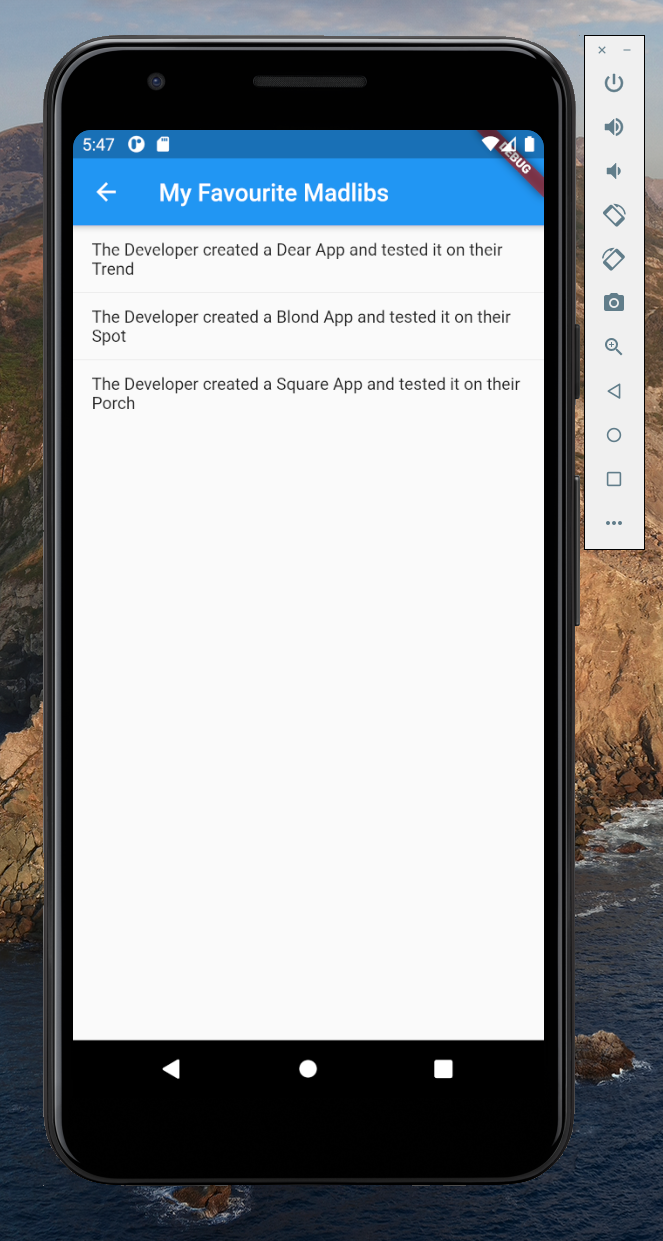 5:47
DEBUG
My Favourite Madlibs
The Developer created a Dear App and tested it on their
Trend
The Developer created a Blond App and tested it on their
Spot
The Developer created a Square App and tested it on their
Porch